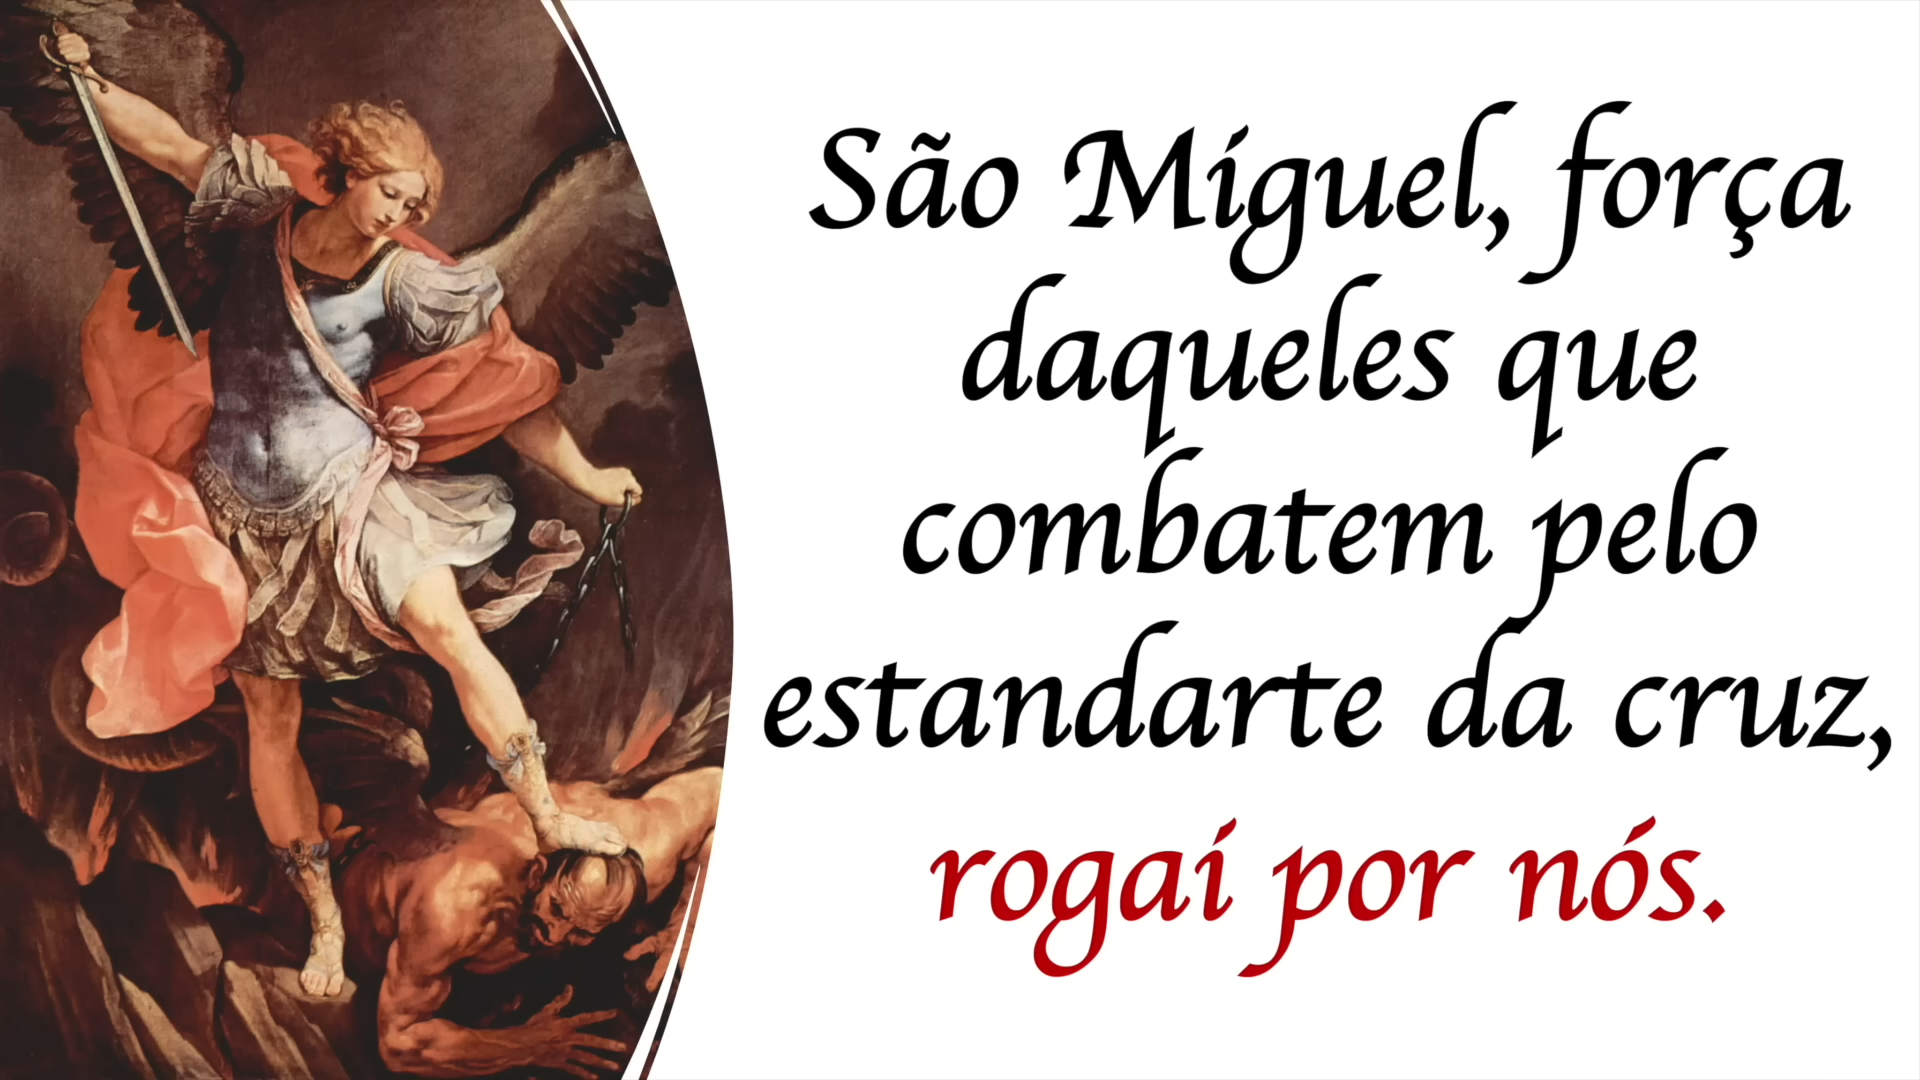 São Miguel, força
daqueles que
combatem pelo
estandarte da cruz,
rogai por nós.